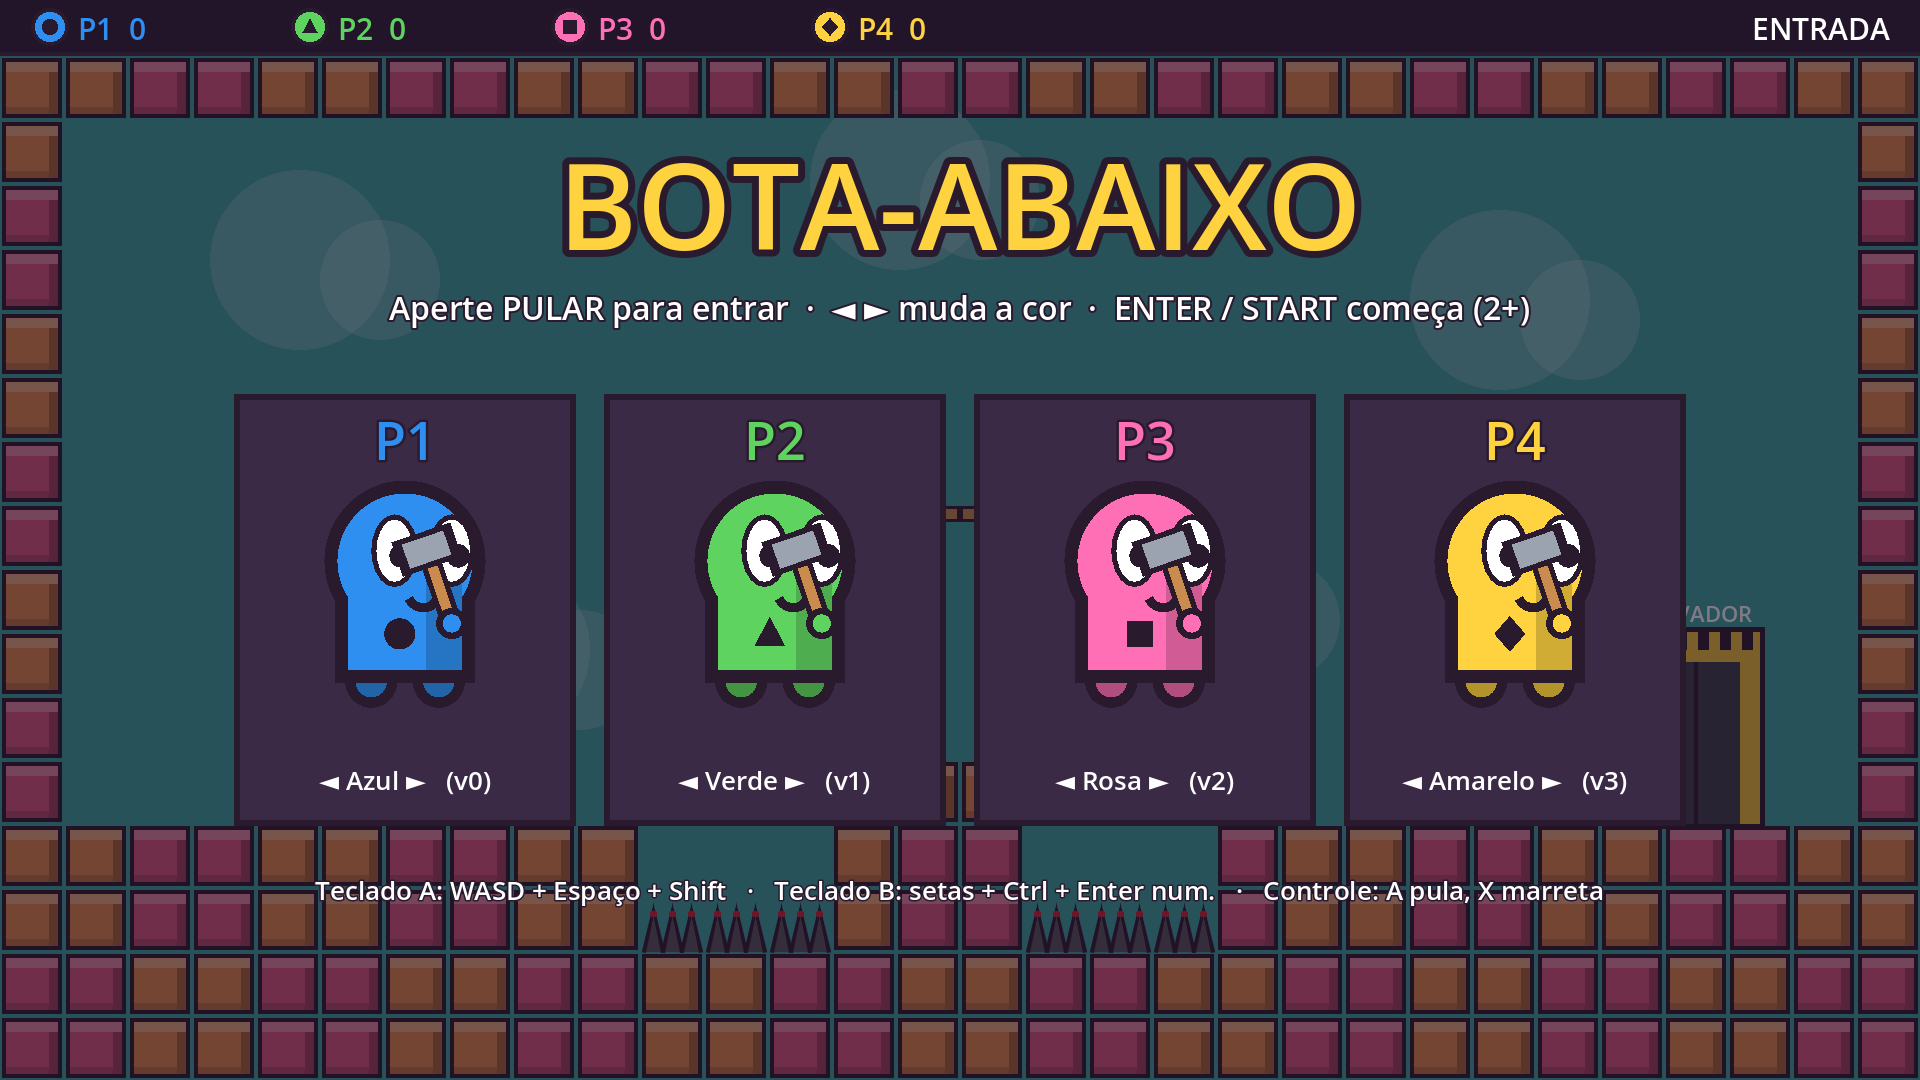 P1 0 P2 0 P3 0 P4 0 ENTRADA
BOTA-ABAIXO
Aperte PULAR para entrar · ◄ ► muda a cor · ENTER / START começa (2+)
P1 P2 P3 P4
VADOR
◄ Azul ► (v0) ◄ Verde ► (v1) ◄ Rosa ► (v2) ◄ Amarelo ► (v3)
Teclado A: WASD + Espaço + Shift · Teclado B: setas + Ctrl + Enter num. · Controle: A pula, X marreta